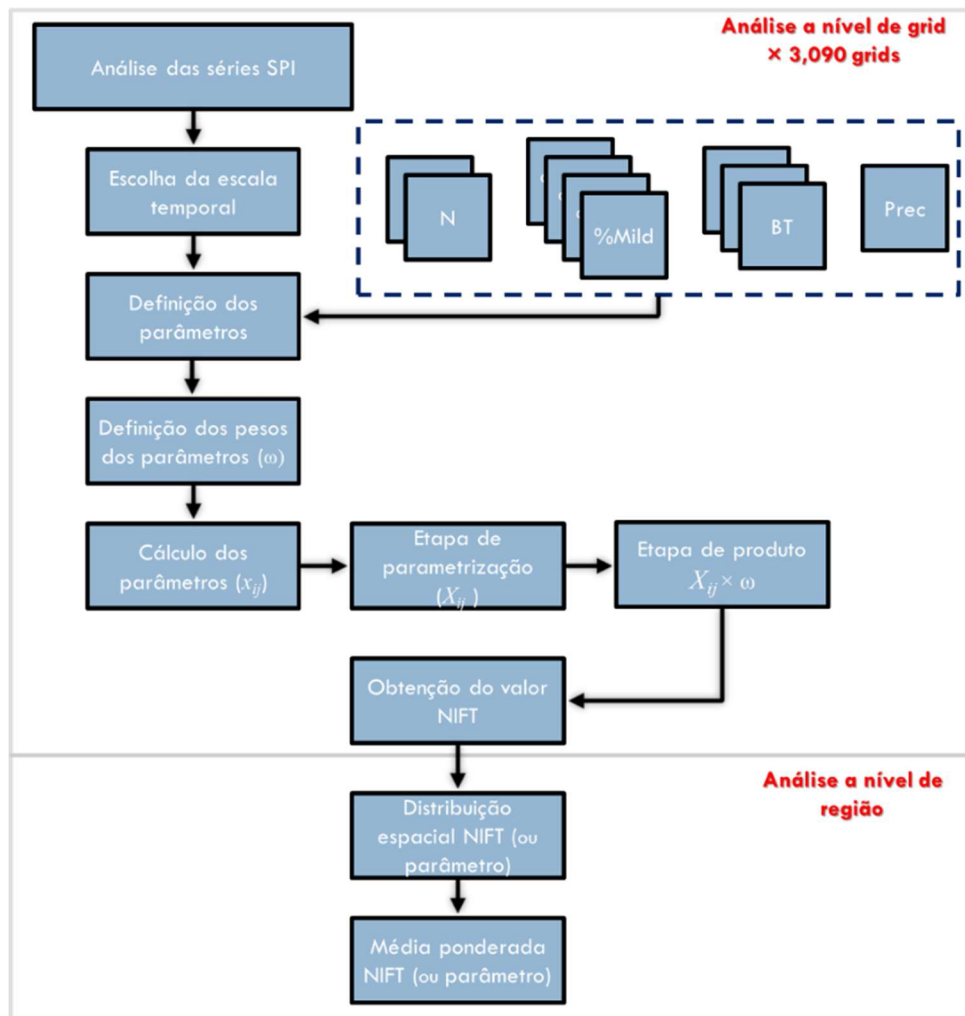 Análise a nível de grid
× 3,090 grids
Análise das séries SPI
Escolha da escala
temporal
N
%Mild
BT
Prec
Definição dos
parâmetros
Definição dos pesos
dos parâmetros (ω)
Cálculo dos
parâmetros (xij)
Etapa de
parametrização
(Xij )
Etapa de produto
Xij × ω
Obtenção do valor
NIFT
Análise a nível de
região
Distribuição
espacial NIFT (ou
parâmetro)
Média ponderada
NIFT (ou parâmetro)